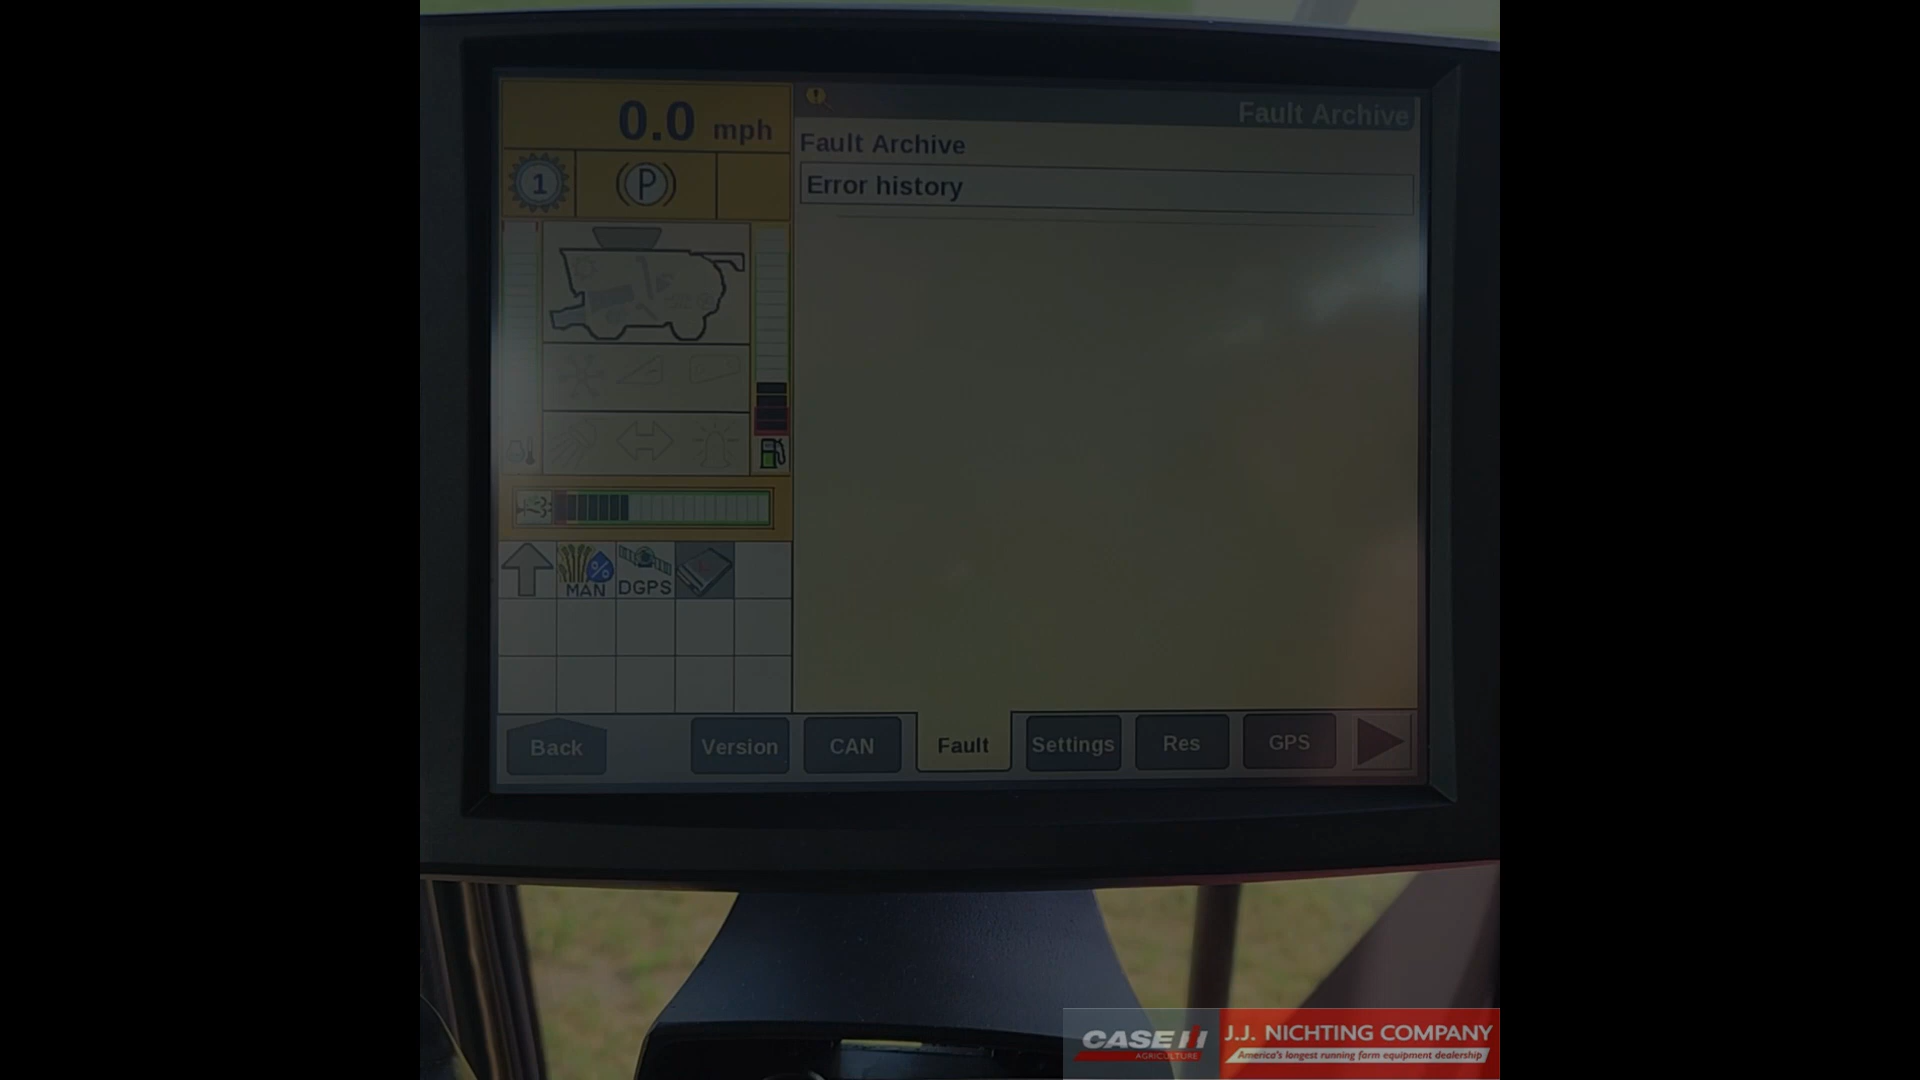 0.0 mph
Fault Archive
Fault Archive
1
P
Error history
MAN
%
DGPS
Back
Version
CAN
Fault
Settings
Res
GPS
CASE IH
AGRICULTURE
J.J. NICHTING COMPANY
America's longest running farm equipment dealership